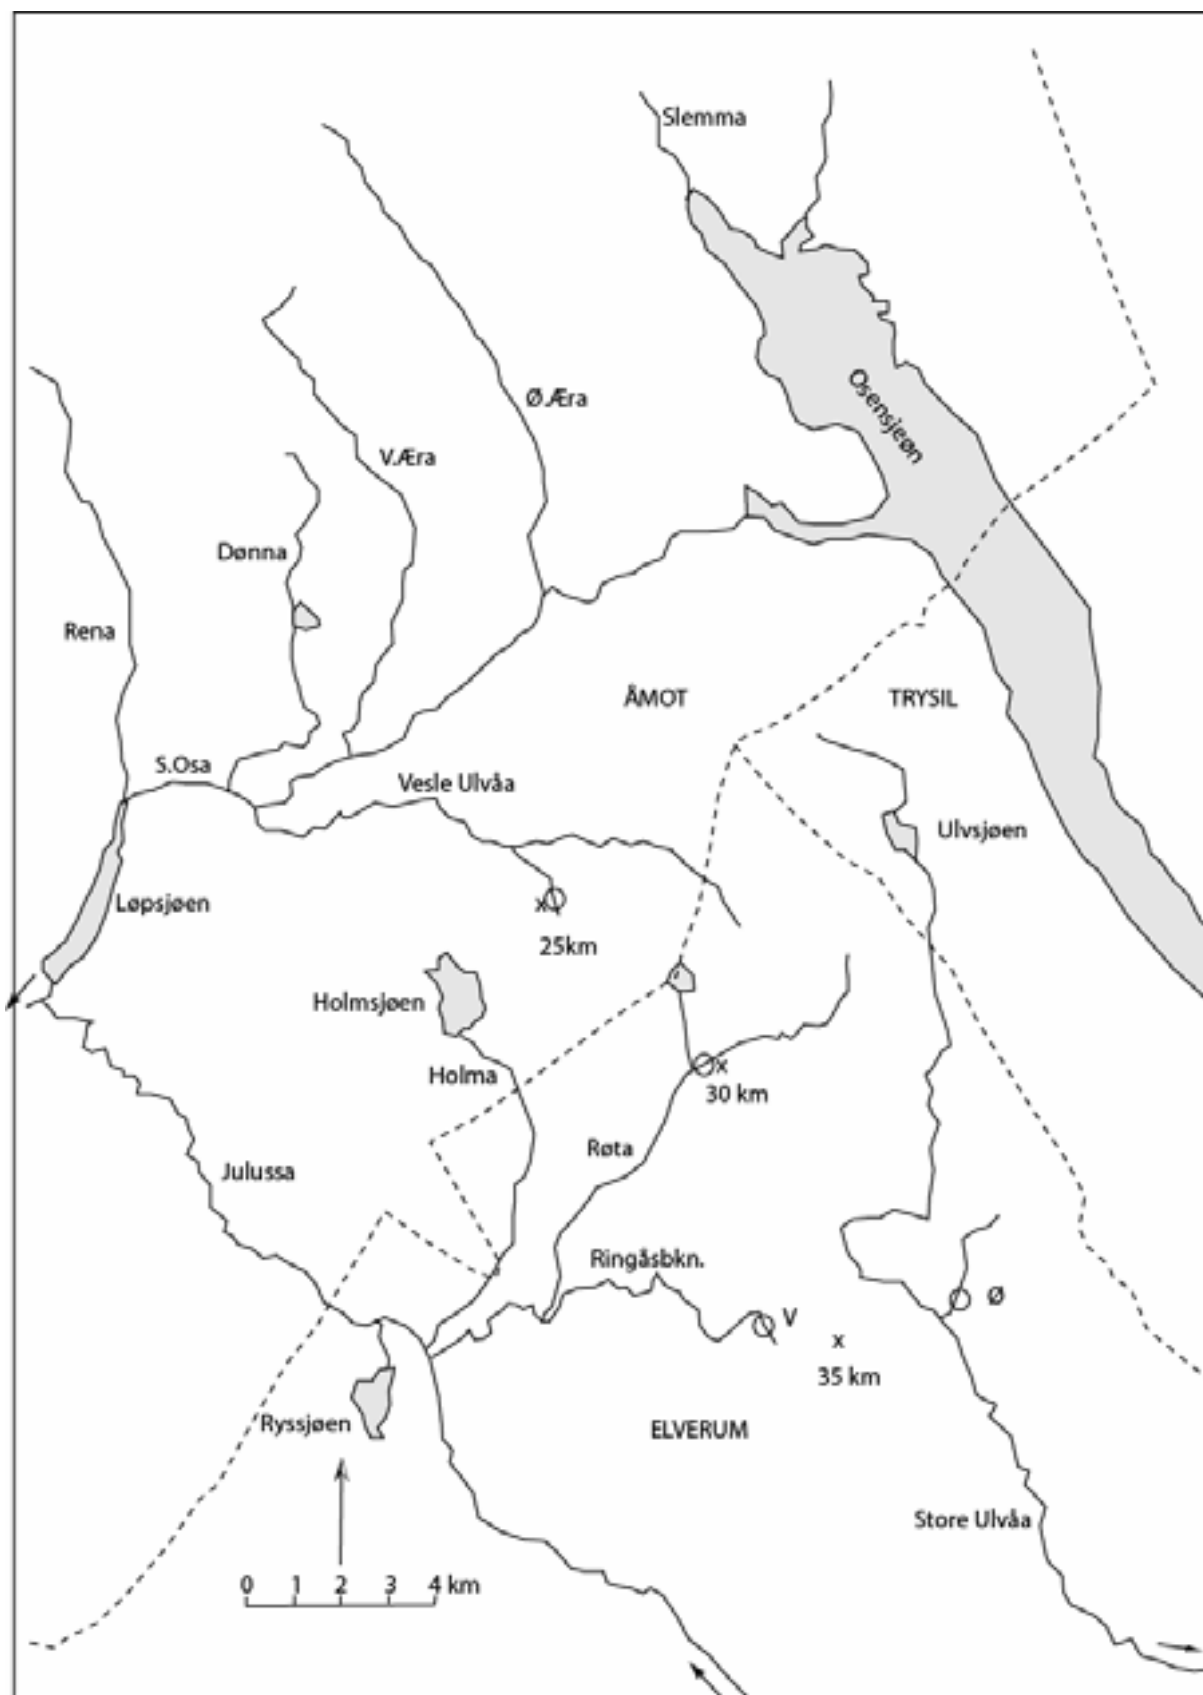 Slemma
Osensjeøn
Ø.Æra
V.Æra
Dønna
Rena
ÅMOT
TRYSIL
S.Osa
Vesle Ulvåa
Ulvsjøen
Løpsjøen
x
25km
Holmsjøen
Holma
x
30 km
Røta
Julussa
Ringåsbkn.
Ø
V
x
35 km
Ryssjøen
ELVERUM
Store Ulvåa
0 1 2 3 4 km